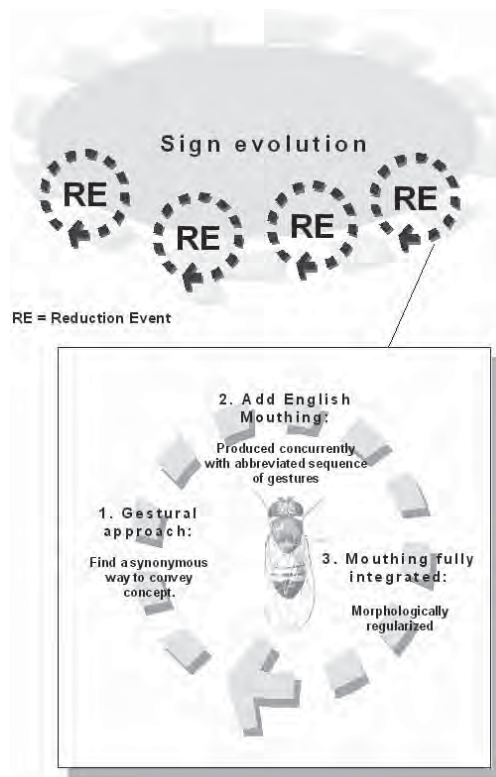 Sign evolution
RE
RE
RE
RE
RE = Reduction Event
2. Add English
Mouthing:
Produced concurrently
with abbreviated sequence
of gestures
1. Gestural
approach:
Find a synonymous
way to convey
concept.
3. Mouthing fully
integrated:
Morphologically
regularized